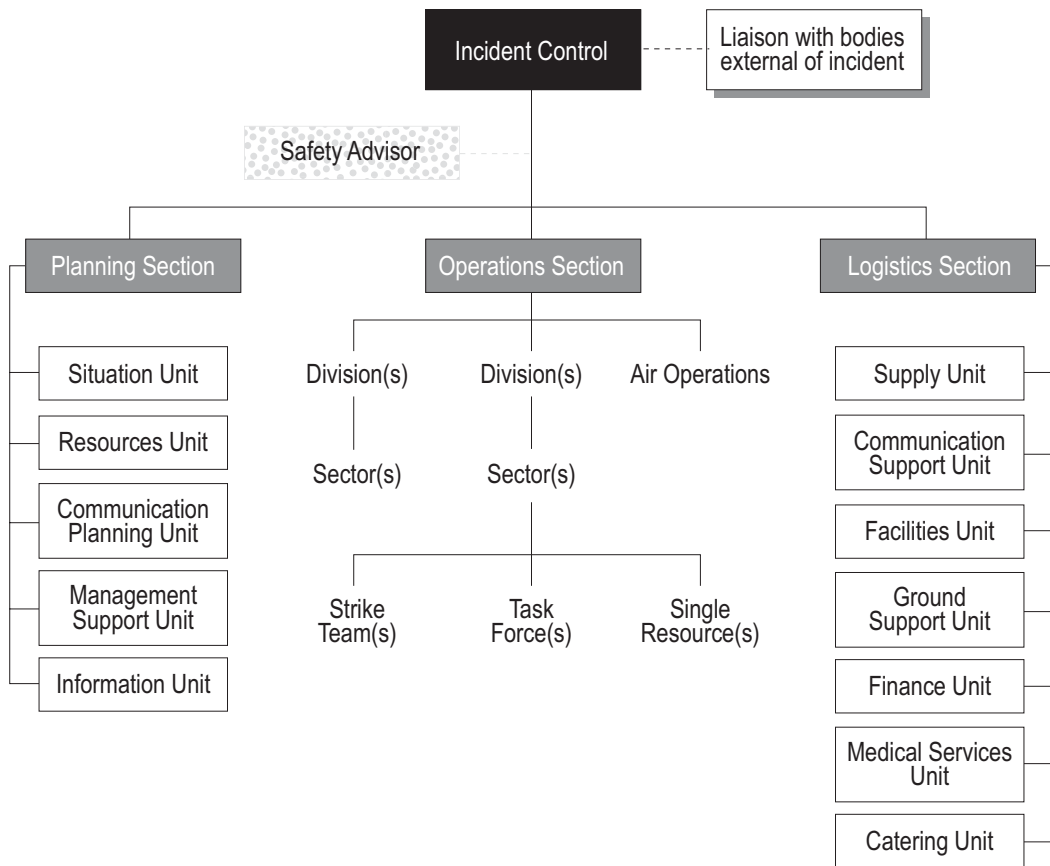 Incident Control
Liaison with bodies
external of incident
Safety Advisor
Planning Section
Operations Section
Logistics Section
Situation Unit
Resources Unit
Communication
Planning Unit
Management
Support Unit
Information Unit
Division(s)
Division(s)
Air Operations
Sector(s)
Sector(s)
Strike
Team(s)
Task
Force(s)
Single
Resource(s)
Supply Unit
Communication
Support Unit
Facilities Unit
Ground
Support Unit
Finance Unit
Medical Services
Unit
Catering Unit